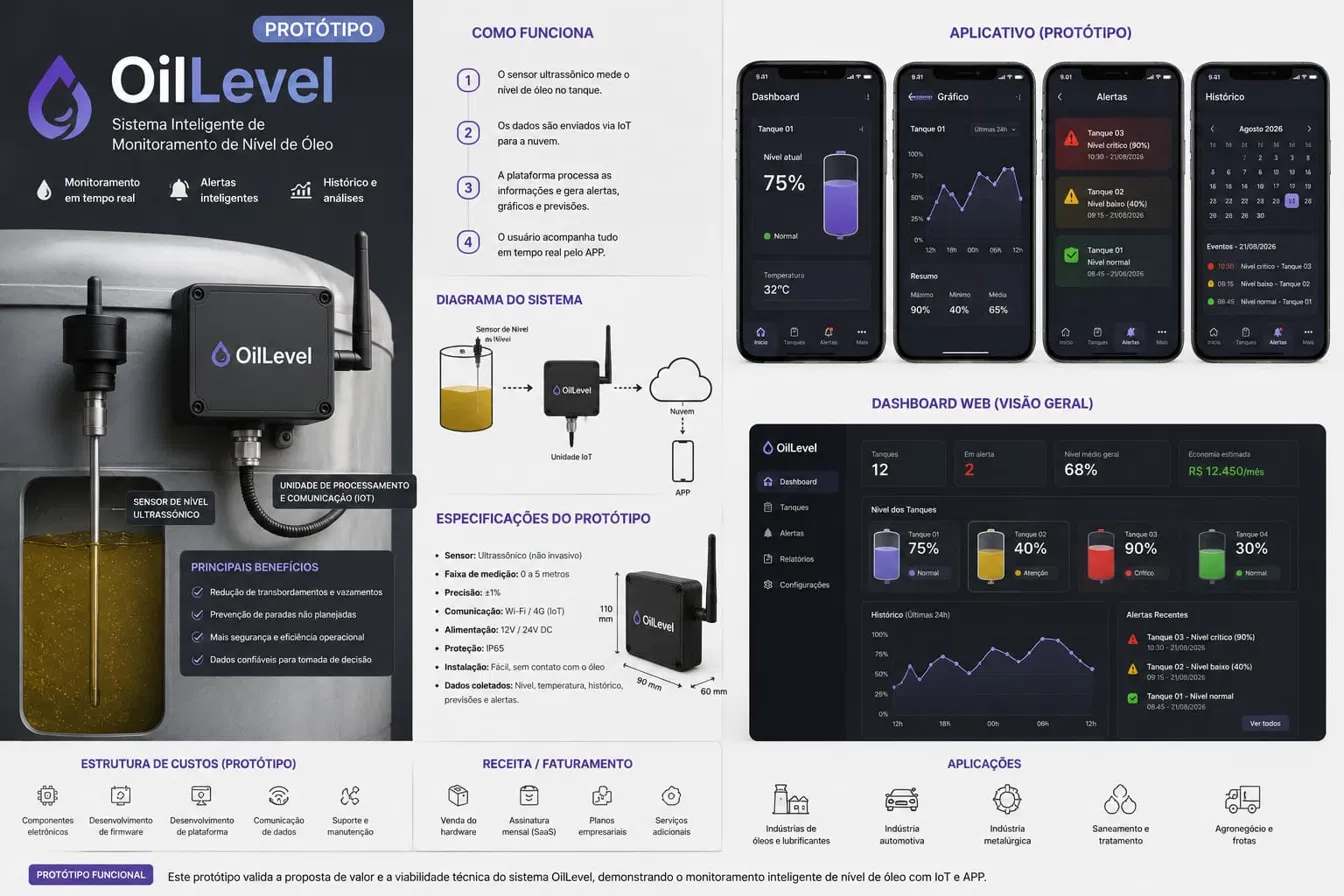 PROTÓTIPO
OilLevel
Sistema Inteligente de
Monitoramento de Nível de Óleo
Monitoramento
em tempo real
Alertas
inteligentes
Histórico e
análises
OilLevel
SENSOR DE NÍVEL
ULTRASSÓNICO
UNIDADE DE PROCESSAMENTO
E COMUNICAÇÃO (IOT)
PRINCIPAIS BENEFÍCIOS
Redução de transbordamentos e vazamentos
Prevenção de paradas não planejadas
Mais segurança e eficiência operacional
Dados confiáveis para tomada de decisão
COMO FUNCIONA
1
O sensor ultrassônico mede o
nível de óleo no tanque.
2
Os dados são enviados via IoT
para a nuvem.
3
A plataforma processa as
informações e gera alertas,
gráficos e previsões.
4
O usuário acompanha tudo
em tempo real pelo APP.
DIAGRAMA DO SISTEMA
Sensor de Nível
OilLevel
Unidade IoT
Nuvem
APP
ESPECIFICAÇÕES DO PROTÓTIPO
• Sensor: Ultrassônico (não invasivo)
• Faixa de medição: 0 a 5 metros
• Precisão: ±1%
• Comunicação: Wi-Fi / 4G (IoT)
• Alimentação: 12V / 24V DC
• Proteção: IP65
• Instalação: Fácil, sem contato com o óleo
• Dados coletados: Nivel, temperatura, histórico,
previsões e alertas.
110
mm
OilLevel
90 mm
60 mm
APLICATIVO (PROTÓTIPO)
9.41
Dashboard
Tanque 01
Nível atual
75%
Normal
Temperatura
32°C
Início
Tanques
Alertas
Mais
9.41
Gráfico
Tanque 01
Últimas 24h
100%
75%
50%
25%
0%
12h 18h 00h 06h 12h
Resumo
Máximo Mínimo Média
90% 40% 65%
9.41
Alertas
Tanque 03
Nível crítico (90%)
10:30 - 21/08/2026
Tanque 02
Nível baixo (40%)
09:15 - 21/08/2026
Tanque 01
Nível normal
08.45 - 21/08/2026
Início
Tanques
Alertas
Mais
9.41
Histórico
Agosto 2026
Eventos - 21/08/2026
10:30 Nível crítico - Tanque 03
09:15 Nível baixo - Tanque 02
08:45 Nível normal - Tanque 01
Início
Tanques
Alertas
Mais
DASHBOARD WEB (VISÃO GERAL)
OilLevel
Dashboard
Tanques
Alertas
Relatórios
Configurações
Tanques
12
Em alerta
2
Nível médio geral
68%
Economia estimada
R$ 12.450/mês
Nivel dos Tanques
Tanque 01
75%
Normal
Tanque 02
40%
Atenção
Tanque 03
90%
Crítico
Tanque 04
30%
Normal
Histórico (Últimas 24h)
100%
75%
50%
25%
0%
12h 18h 00h 06h 12h
Alertas Recentes
Tanque 03 - Nível crítico (90%)
10:30 - 21/08/2026
Tanque 02 - Nível baixo (40%)
09:15 - 21/08/2026
Tanque 01 - Nível normal
08.45 - 21/08/2026
Ver todos
ESTRUTURA DE CUSTOS (PROTÓTIPO)
Componentes
eletrônicos
Desenvolvimento
de firmware
Desenvolvimento
de plataforma
Comunicação
de dados
Suporte e
manutenção
RECEITA / FATURAMENTO
Venda do
hardware
Assinatura
mensal (SaaS)
Planos
empresariais
Serviços
adicionais
APLICAÇÕES
Indústrias de
óleos e lubrificantes
Indústria
automotiva
Indústria
metalúrgica
Saneamento e
tratamento
Agronegócio e
frotas
PROTÓTIPO FUNCIONAL
Este protótipo valida a proposta de valor e a viabilidade técnica do sistema OilLevel, demonstrando o monitoramento inteligente de nível de óleo com IoT e APP.